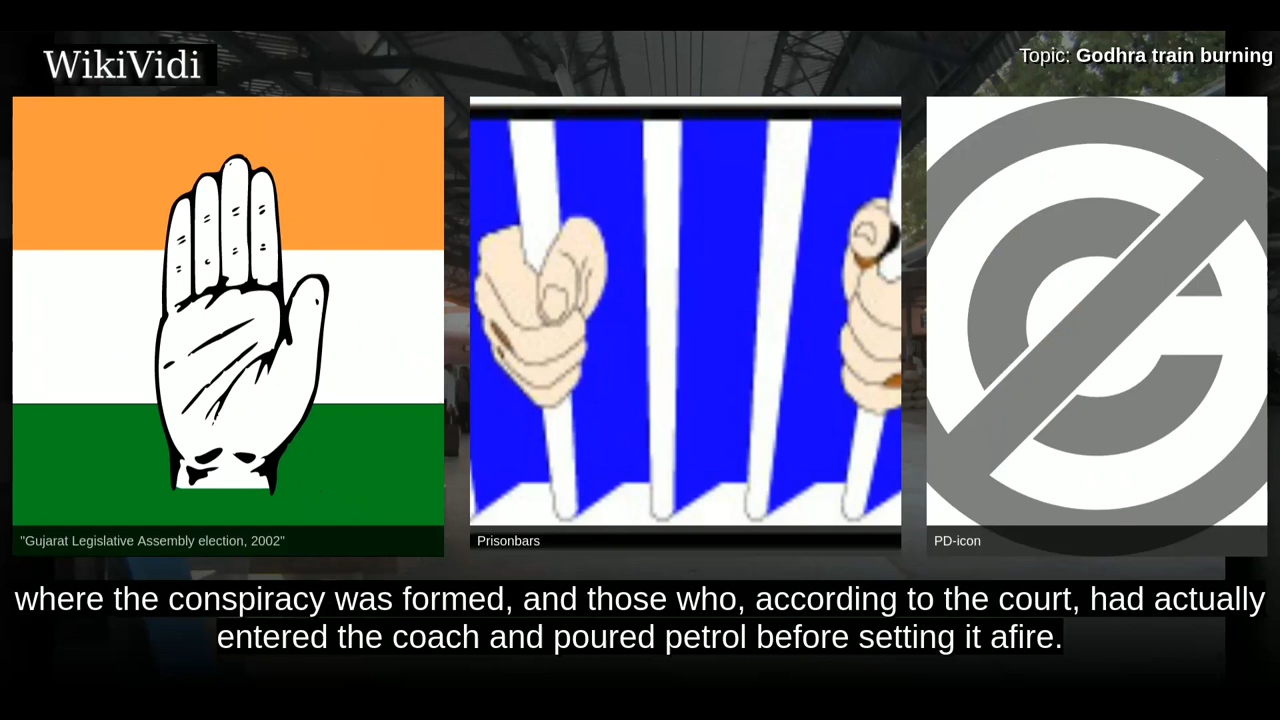 WikiVidi
Topic: Godhra train burning
"Gujarat Legislative Assembly election, 2002"
Prisonbars
PD-icon
where the conspiracy was formed, and those who, according to the court, had actually
entered the coach and poured petrol before setting it afire.